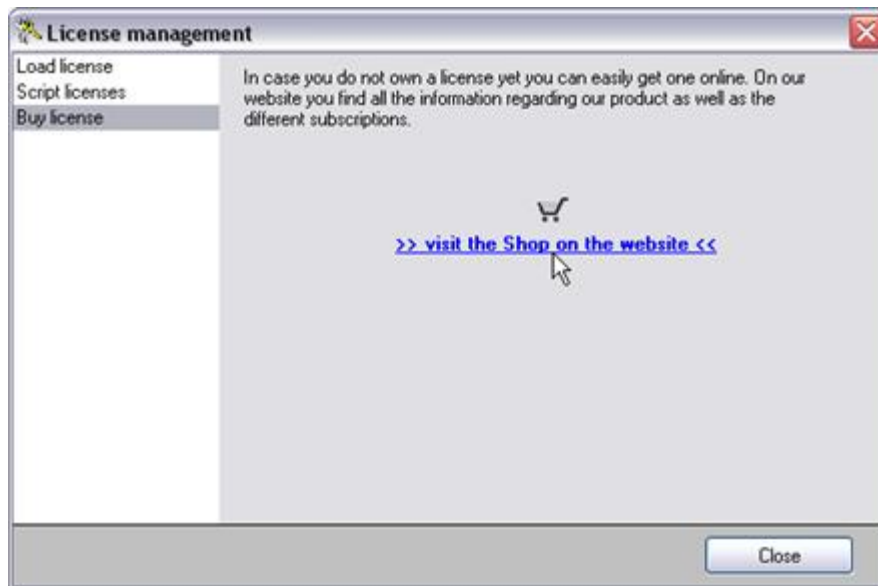 License management
Load license
Script licenses
Buy license
In case you do not own a license yet you can easily get one online. On our
website you find all the information regarding our product as well as the
different subscriptions.
>> visit the Shop on the website <<
Close